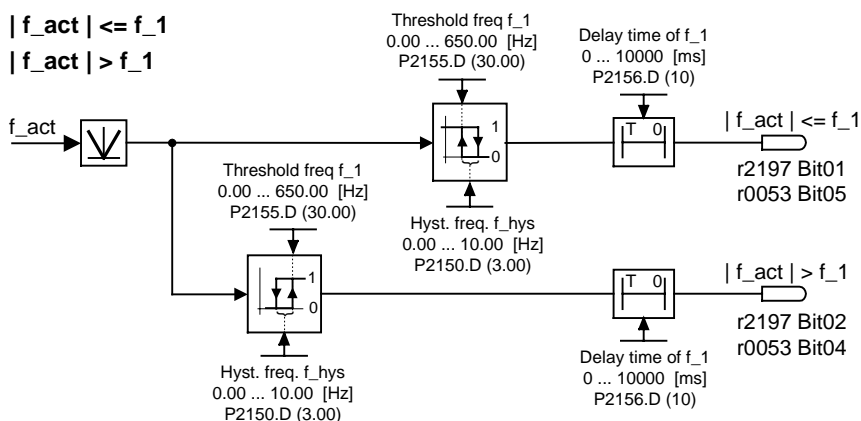 | f_act | <= f_1
| f_act | > f_1
Threshold freq f_1
0.00 ... 650.00 [Hz]
P2155.D (30.00)
Delay time of f_1
0 ... 10000 [ms]
P2156.D (10)
f_act
1
0
T 0
| f_act | <= f_1
r2197 Bit01
r0053 Bit05
Threshold freq f_1
0.00 ... 650.00 [Hz]
P2155.D (30.00)
Hyst. freq. f_hys
0.00 ... 10.00 [Hz]
P2150.D (3.00)
1
0
T 0
| f_act | > f_1
r2197 Bit02
r0053 Bit04
Hyst. freq. f_hys
0.00 ... 10.00 [Hz]
P2150.D (3.00)
Delay time of f_1
0 ... 10000 [ms]
P2156.D (10)